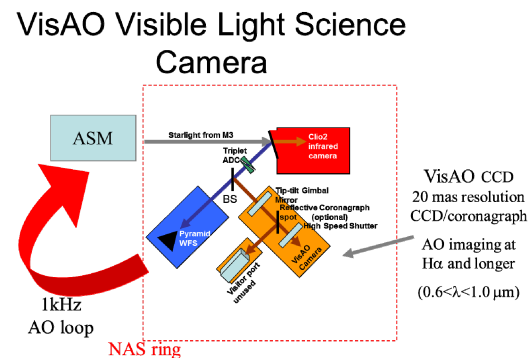 VisAO Visible Light Science
Camera
ASM
Starlight from M3
Clio2
infrared
camera
Triplet
ADC
BS
Tip-tilt Gimbal
Mirror
Reflective Coronagraph
spot (optional)
High Speed Shutter
Pyramid
WFS
VisAO
Camera
Visitor port
unused
VisAO CCD
20 mas resolution
CCD/coronagraph
AO imaging at
Hα and longer
(0.6<λ<1.0 μm)
1kHz
AO loop
NAS ring